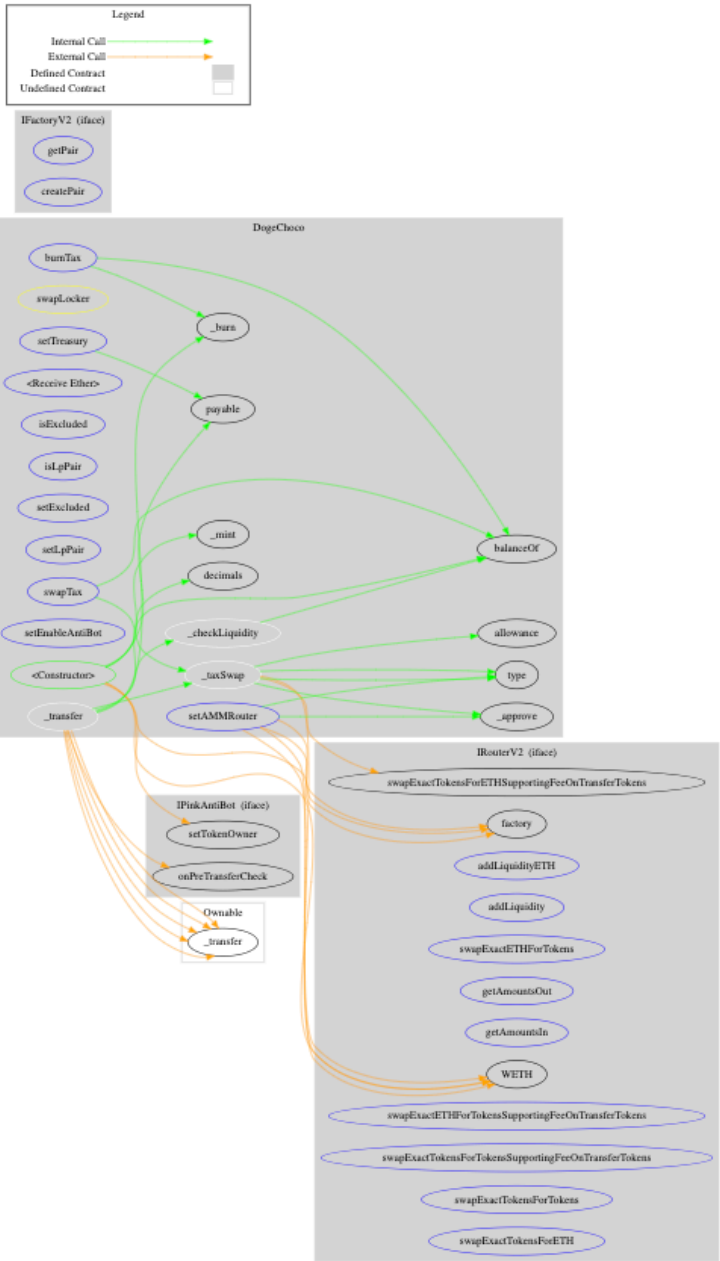 Legend
Internal Call
External Call
Defined Contract
Undefined Contract
IFactoryV2 (iface)
getPair
createPair
DogeChoco
burnTax
swapLocker
setTreasury
<Receive Ether>
isExcluded
isLpPair
setExcluded
setLpPair
swapTax
setEnableAntiBot
<Constructor>
_transfer
_burn
payable
_mint
decimals
_checkLiquidity
_taxSwap
setAMMRouter
balanceOf
allowance
type
_approve
IPinkAntiBot (iface)
setTokenOwner
onPreTransferCheck
Ownable
_transfer
IRouterV2 (iface)
swapExactTokensForETHSupportingFeeOnTransferTokens
factory
addLiquidityETH
addLiquidity
swapExactETHForTokens
getAmountsOut
getAmountsIn
WETH
swapExactETHForTokensSupportingFeeOnTransferTokens
swapExactTokensForTokensSupportingFeeOnTransferTokens
swapExactTokensForTokens
swapExactTokensForETH